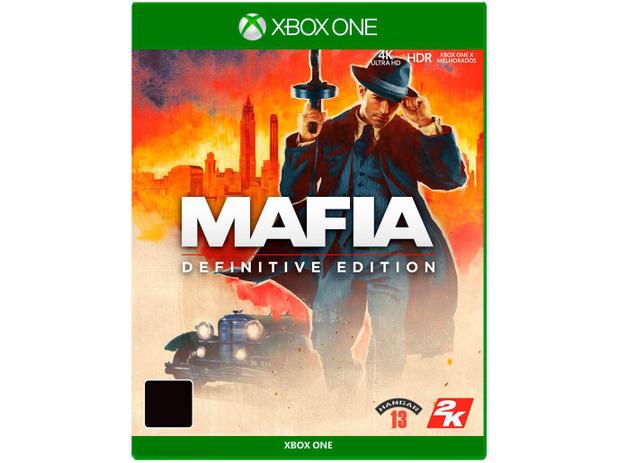 XBOX ONE
4K
ULTRA HD
HDR
XBOX ONE X
MELHORADOS
MAFIA
DEFINITIVE EDITION
HANGAR
13
2K
XBOX ONE